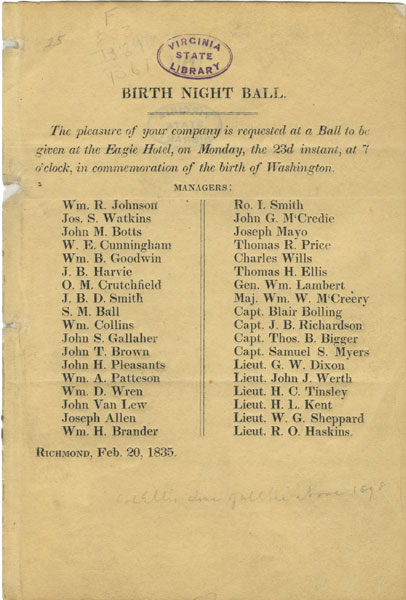 25
VIRGINIA
STATE
LIBRARY
BIRTH NIGHT BALL.
The pleasure of your company is requested at a Ball to be
given at the Eagle Hotel, on Monday, the 23d instant, at 7
o'clock, in commemoration of the birth of Washington.
MANAGERS:
Wm. R. Johnson
Jos. S. Watkins
John M. Botts
W. E. Cunningham
Wm. B. Goodwin
J. B. Harvie
O. M. Crutchfield
J. B. D. Smith
S. M. Ball
Wm. Collins
John S. Gallaher
John T. Brown
John H. Pleasants
Wm. A. Patteson
Wm. D. Wren
John Van Lew
Joseph Allen
Wm. H. Brander
Ro. I. Smith
John G. M'Credie
Joseph Mayo
Thomas R. Price
Charles Wills
Thomas H. Ellis
Gen. Wm. Lambert
Maj. Wm. W. M'Creery
Capt. Blair Bolling
Capt. J. B. Richardson
Capt. Thos. B. Bigger
Capt. Samuel S. Myers
Lieut. G. W. Dixon
Lieut. John J. Werth
Lieut. H. C. Tinsley
Lieut. H. L. Kent
Lieut. W. G. Sheppard
Lieut. R. O. Haskins.
RICHMOND, Feb. 20, 1835.